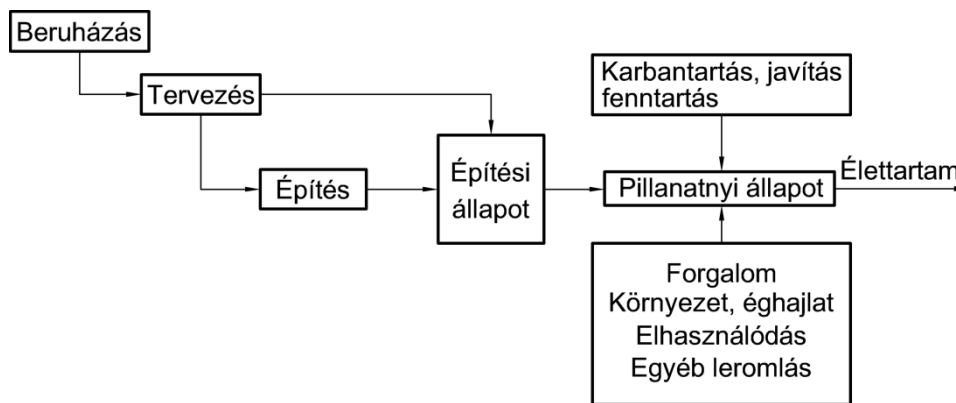 Beruházás
Tervezés
Építés
Építési
állapot
Karbantartás, javítás
fenntartás
Pillanatnyi állapot
Élettartam
Forgalom
Környezet, éghajlat
Elhasználódás
Egyéb leromlás